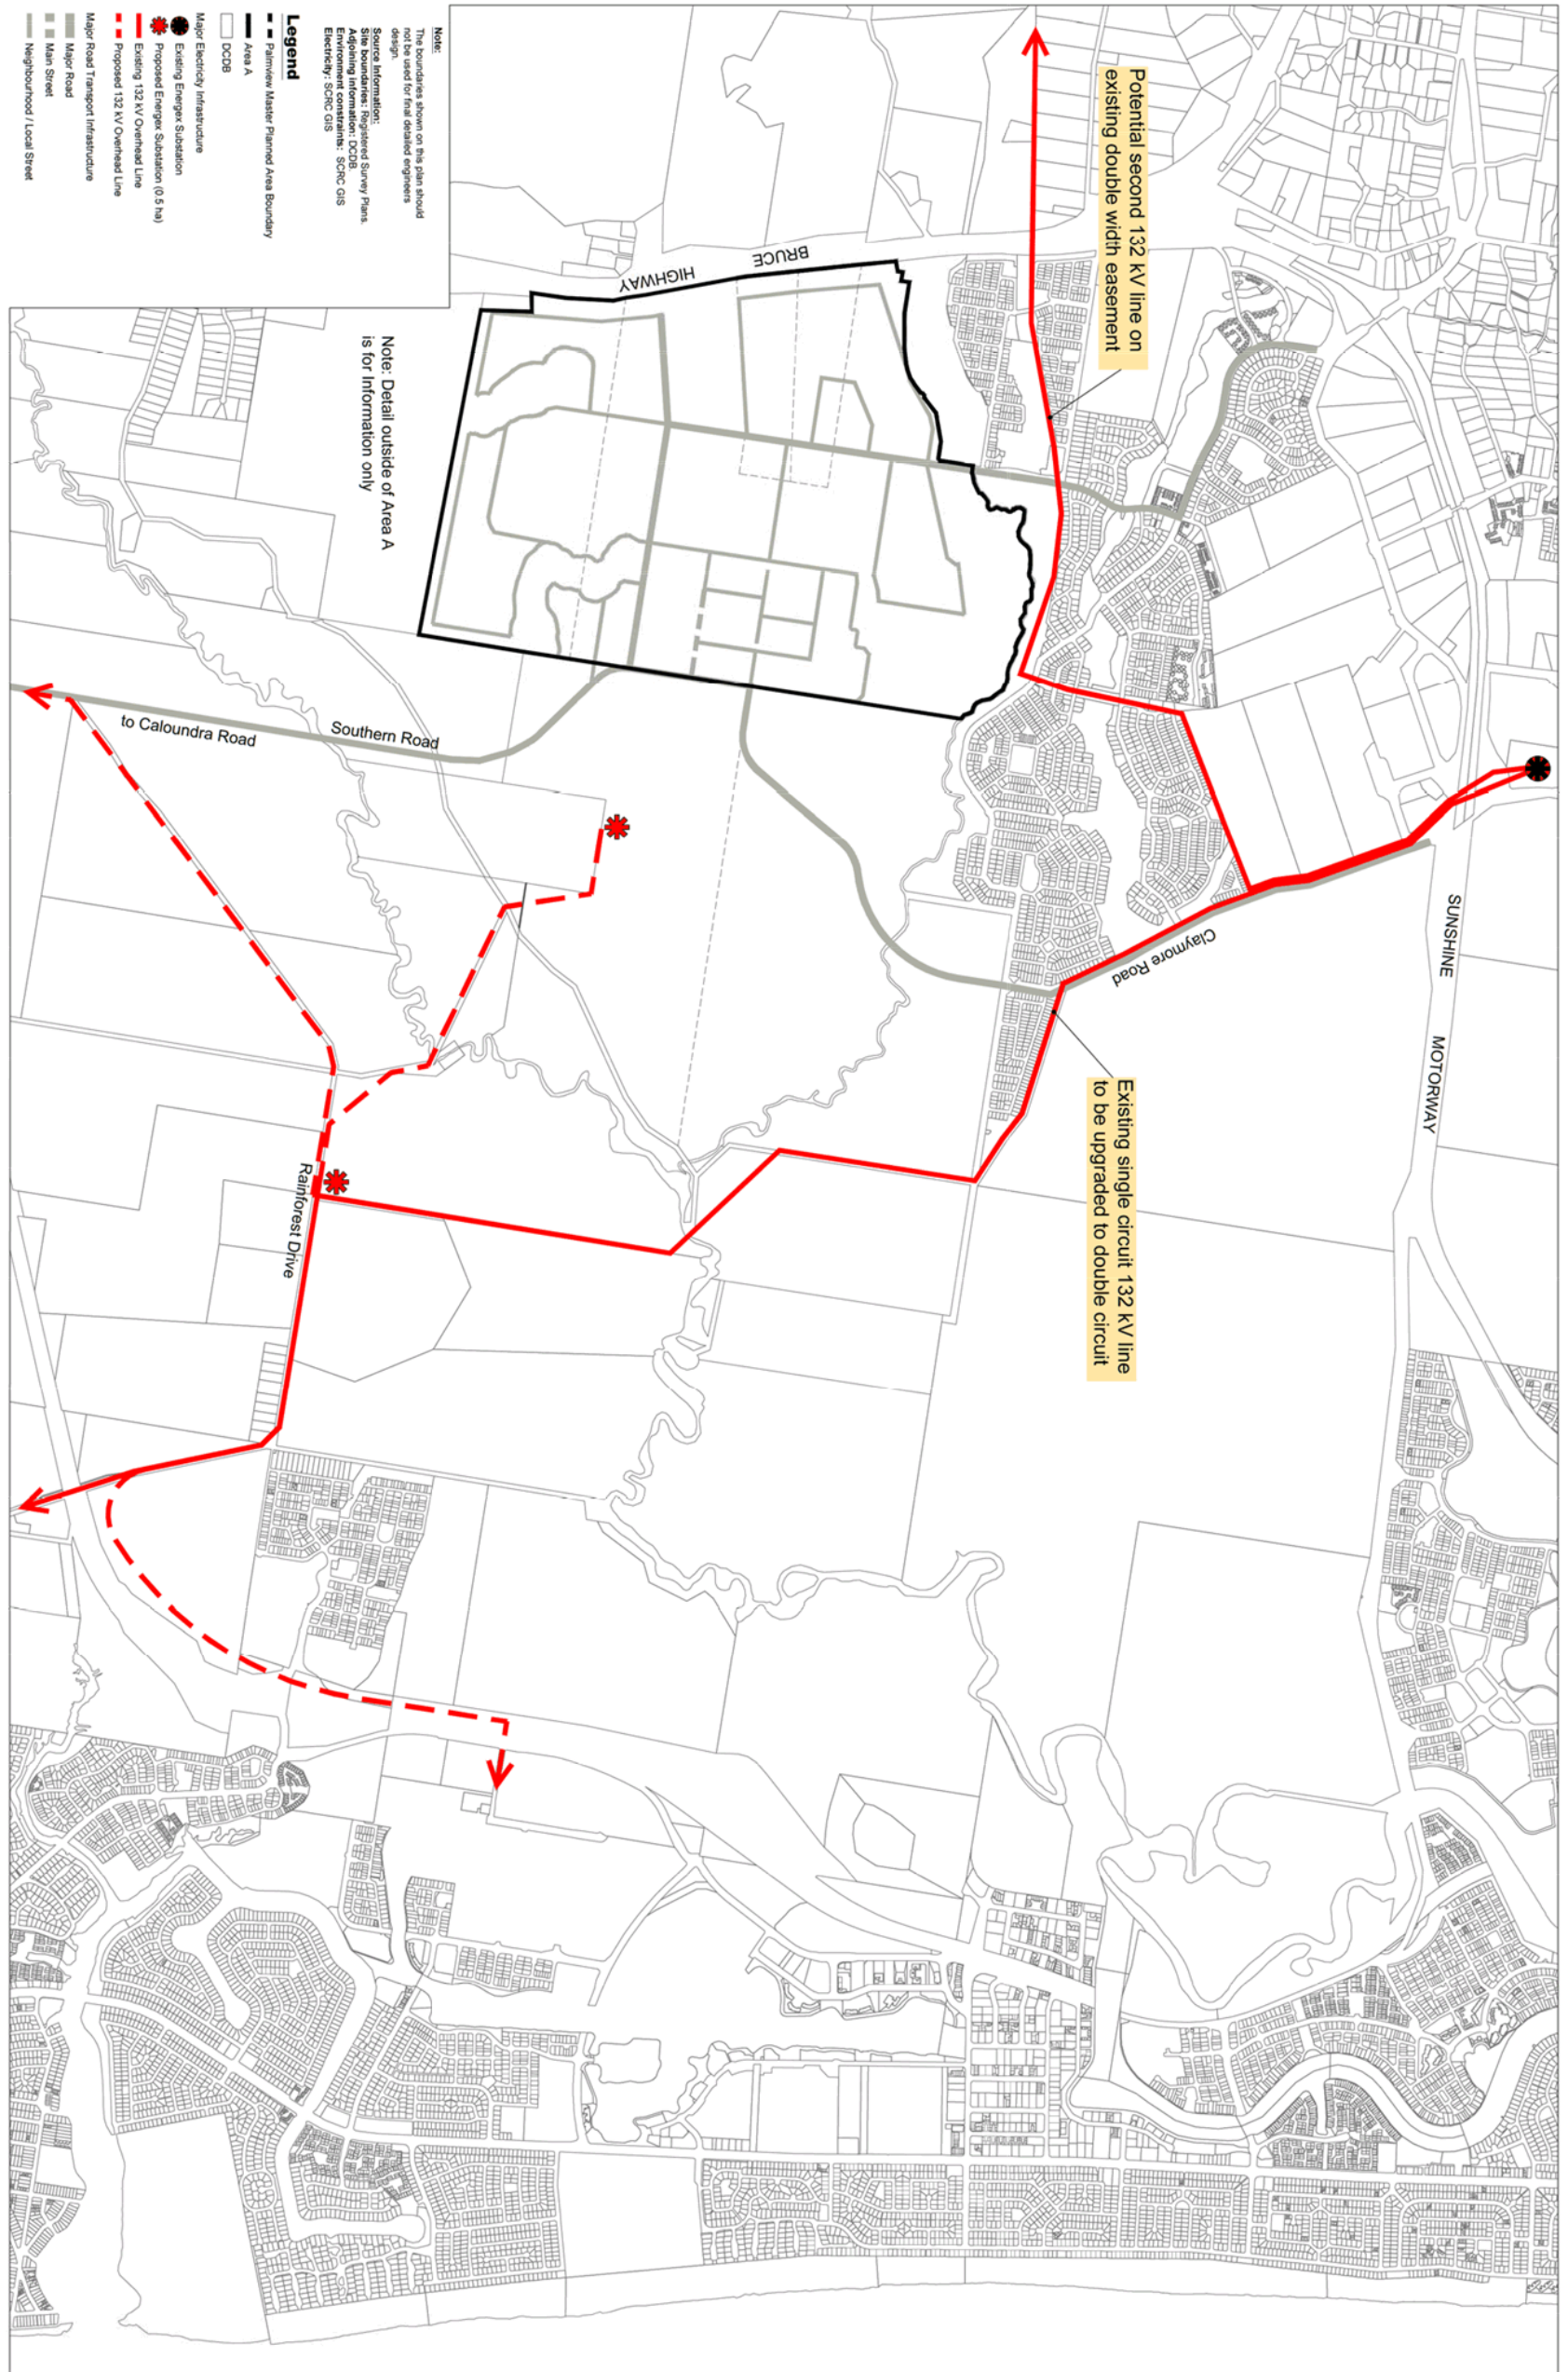 Potential second 132 kV line on
existing double width easement
Existing single circuit 132 kV line
to be upgraded to double circuit
SUNSHINE MOTORWAY
Claymore Road
BRUCE HIGHWAY
Note: Detail outside of Area A
is for Information only
Southern Road
to Caloundra Road
Rainforest Drive
Note:
The boundaries shown on this plan should
not be used for final detailed engineers
design.
Source Information:
Site boundaries: Registered Survey Plans.
Adjoining information: DCDB.
Environment constraints: SCRC GIS
Electricity: SCRC GIS
Legend
Palmview Master Planned Area Boundary
Area A
DCDB
Major Electricity Infrastructure
Existing Energex Substation
Proposed Energex Substation (0.5 ha)
Existing 132 kV Overhead Line
Proposed 132 kV Overhead Line
Major Road Transport Infrastructure
Major Road
Main Street
Neighbourhood / Local Street